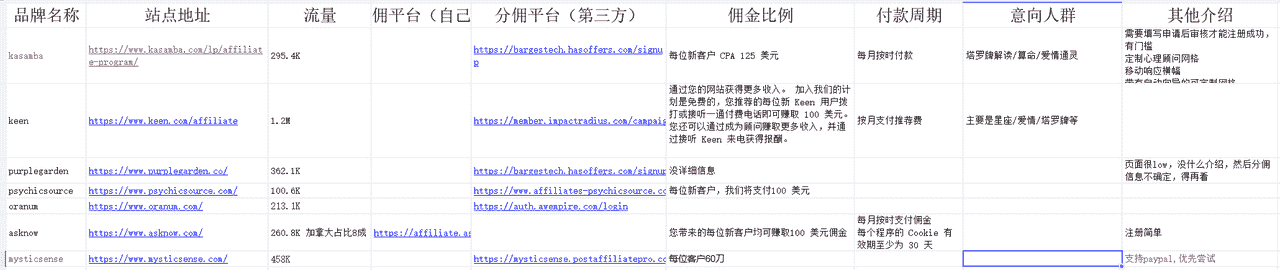 品牌名称 站点地址 流量 佣平台（自己 分佣平台（第三方） 佣金比例 付款周期 意向人群 其他介绍
kasamba https://www.kasamba.com/lp/affiliat
e-program/ 295.4K https://bargestech.hasoffers.com/signu
p 每位新客户 CPA 125 美元 每月按时付款 塔罗牌解读/算命/爱情通灵 需要填写申请后审核才能注册成功，
有门槛
定制心理顾问网格
移动响应横幅
带有自动向导的可定制网格
keen https://www.keen.com/affiliate 1.2M https://member.impactradius.com/campaig 通过您的网站获得更多收入。 加入我们的计
划是免费的，您推荐的每位新 Keen 用户拨
打或接听一通付费电话即可赚取 100 美元。
您还可以通过成为顾问赚取更多收入，并通
过接听 Keen 来电获得报酬。 按月支付推荐费 主要是星座/爱情/塔罗牌等
purplegarden https://www.purplegarden.co/ 362.1K https://bargestech.hasoffers.com/signup 没详细信息 页面很low，没什么介绍，然后分佣
信息不确定，得再看
psychicsource https://www.psychicsource.com/ 100.6K https://www.affiliates-psychicsource.co 每位新客户，我们将支付100 美元
oranum https://www.oranum.com/ 213.1K https://auth.awempire.com/login
asknow https://www.asknow.com/ 260.8K 加拿大占比8成 https://affiliate.as 您带来的每位新客户均可赚取100 美元佣金 每月按时支付佣金
每个程序的 Cookie 有
效期至少为 30 天 注册简单
mysticsense https://www.mysticsense.com/ 458K https://mysticsense.postaffiliatepro.co 每位客户60刀 支持paypal,优先尝试